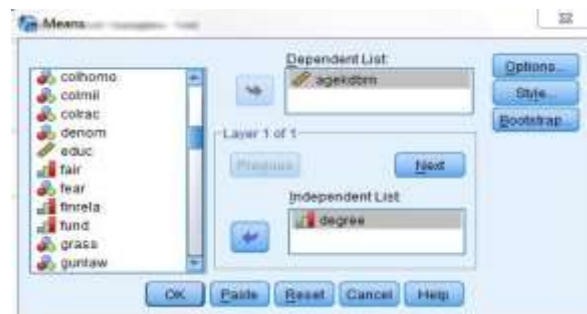 Means
colhomo
colmil
colrac
denom
educ
fair
fear
finrela
fund
grass
gunlaw
Dependent List:
agekdbrn
Layer 1 of 1
Previous
Next
Independent List:
degree
Options...
Style...
Bootstrap...
OK
Paste
Reset
Cancel
Help